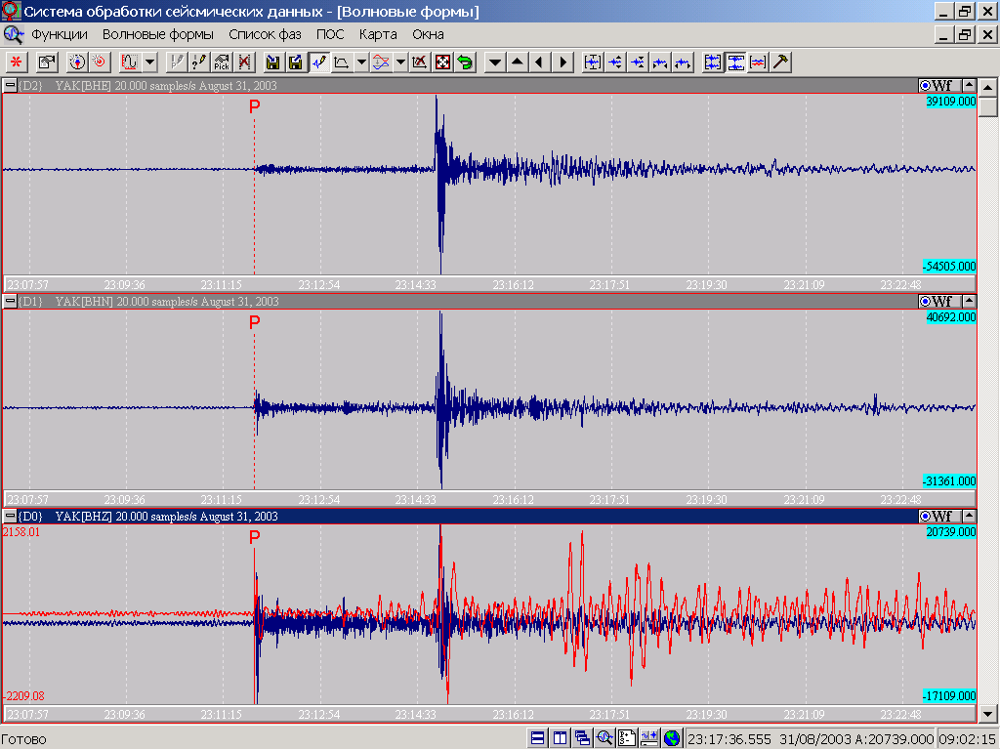 Система обработки сейсмических данных - [Волновые формы]
Функции Волновые формы Список фаз ПОС Карта Окна
Pick
{D2} YAK[BHE] 20.000 samples/s August 31, 2003 Wf
39109.000
P
-54505.000
23:07:57 23:09:36 23:11:15 23:12:54 23:14:33 23:16:12 23:17:51 23:19:30 23:21:09 23:22:48
{D1} YAK[BHN] 20.000 samples/s August 31, 2003 Wf
40692.000
P
-31361.000
23:07:57 23:09:36 23:11:15 23:12:54 23:14:33 23:16:12 23:17:51 23:19:30 23:21:09 23:22:48
{D0} YAK[BHZ] 20.000 samples/s August 31, 2003 Wf
2158.01 20739.000
P
-2209.08 -17109.000
23:07:57 23:09:36 23:11:15 23:12:54 23:14:33 23:16:12 23:17:51 23:19:30 23:21:09 23:22:48
Готово 23:17:36.555 31/08/2003 A:20739.000 09:02:15